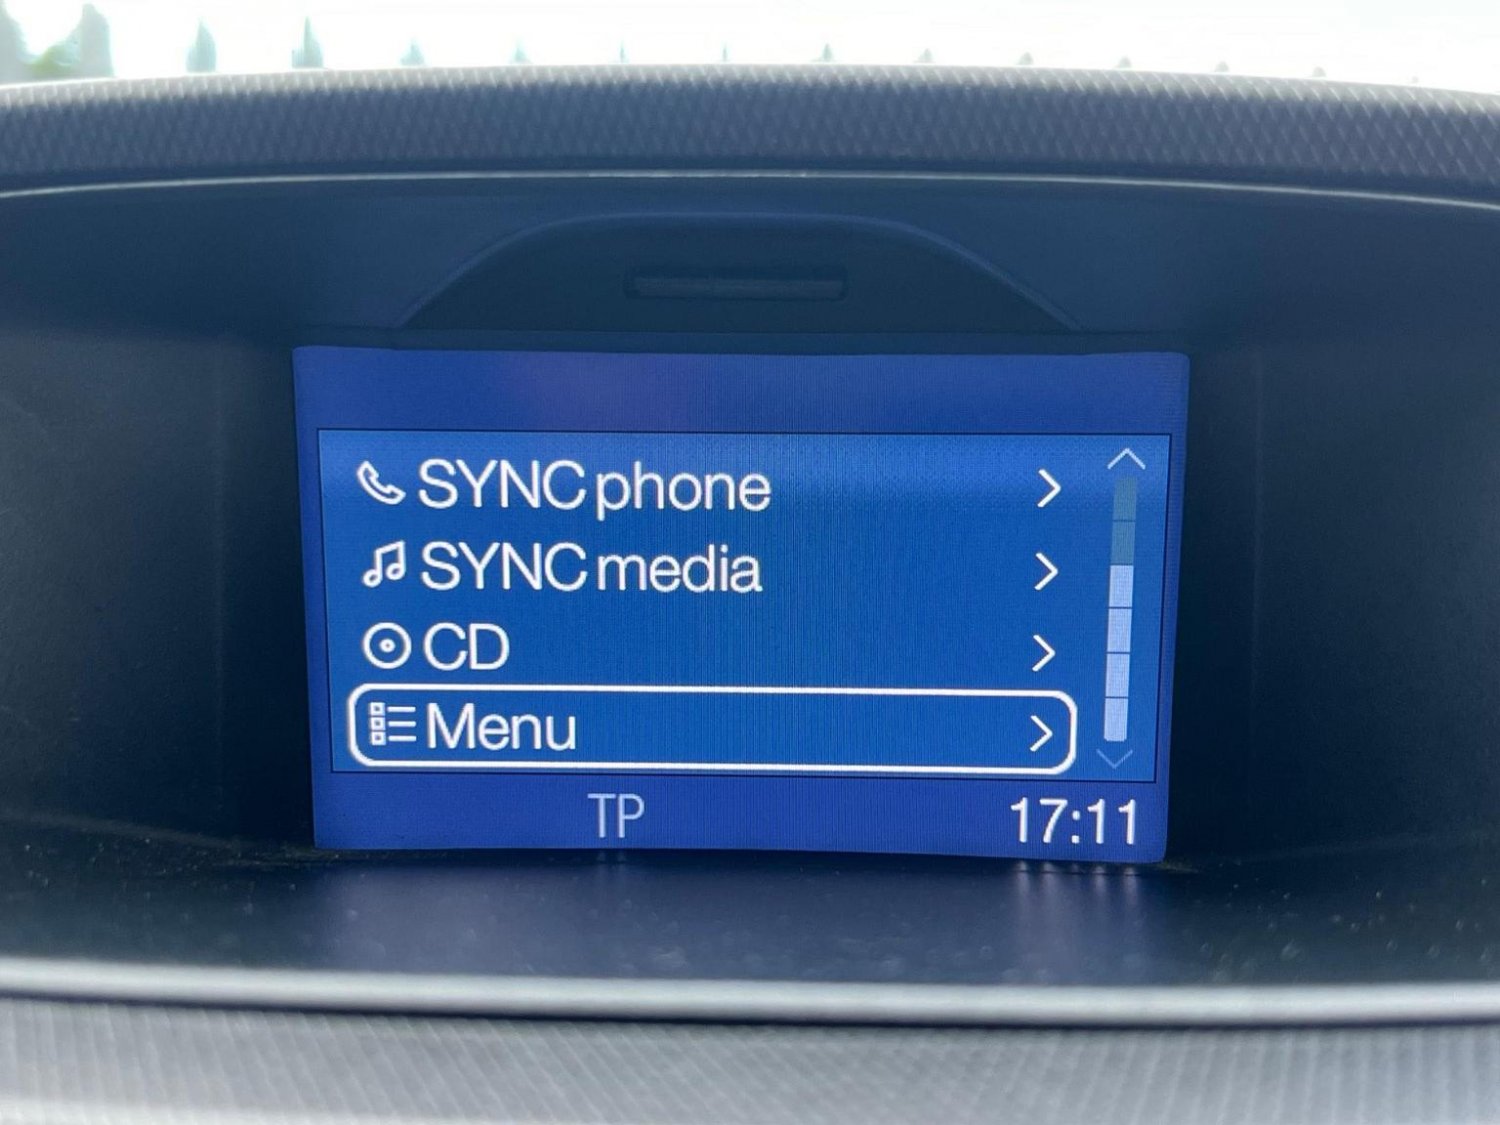 SYNC phone
SYNC media
CD
Menu
TP 17:11